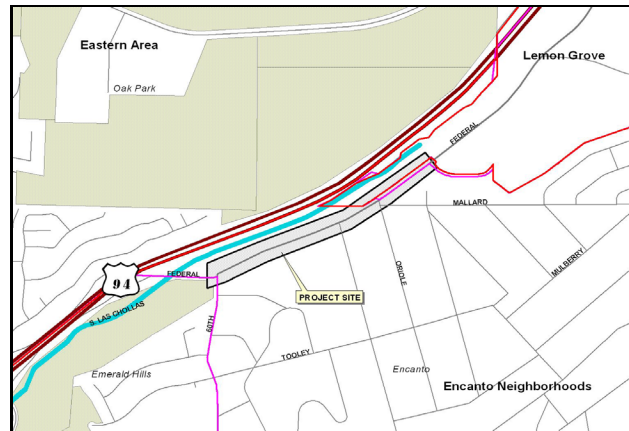 Eastern Area
Lemon Grove
Oak Park
FEDERAL
MALLARD
ORIOLE
MULBERRY
94
FEDERAL
PROJECT SITE
S. LAS CHOLLAS
60TH
TOOLEY
Emerald Hills
Encanto
Encanto Neighborhoods